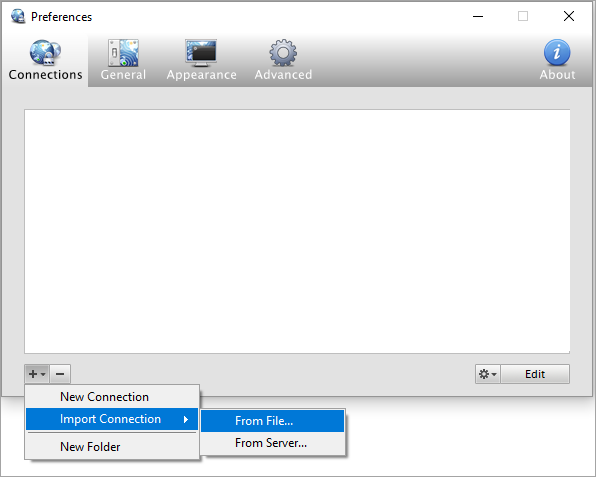 Preferences
Connections
General
Appearance
Advanced
About
Edit
New Connection
Import Connection
From File...
From Server...
New Folder